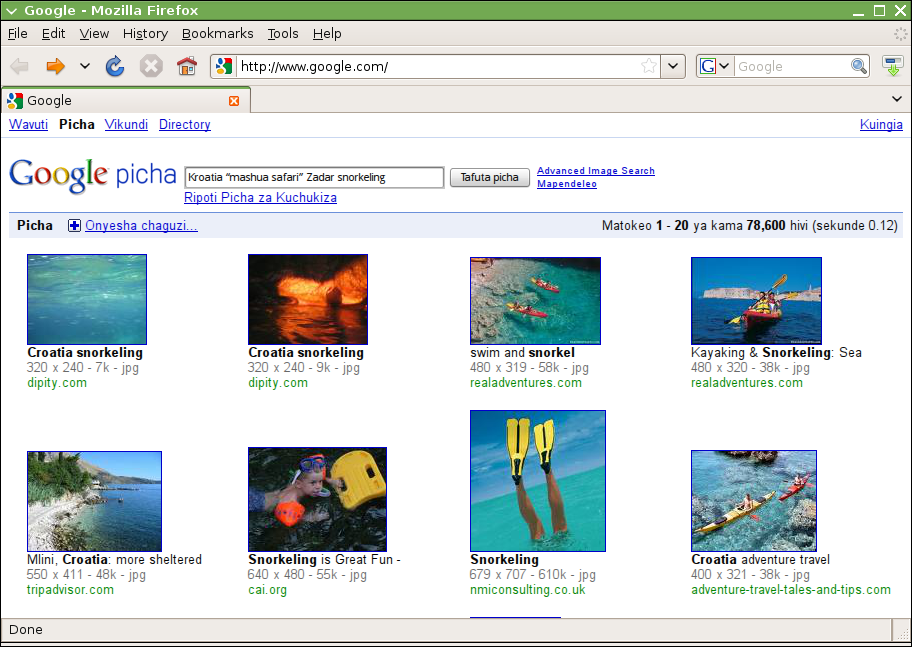 Google - Mozilla Firefox
File Edit View History Bookmarks Tools Help
http://www.google.com/ G Google
Google
Wavuti Picha Vikundi Directory Kuingia
Google picha Kroatia “mashua safari” Zadar snorkeling Tafuta picha Advanced Image Search
Mapendeleo
Ripoti Picha za Kuchukiza
Picha Onyesha chaguzi... Matokeo 1 - 20 ya kama 78,600 hivi (sekunde 0.12)
Croatia snorkeling Croatia snorkeling swim and snorkel Kayaking & Snorkeling: Sea
320 x 240 - 7k - jpg 320 x 240 - 9k - jpg 480 x 319 - 58k - jpg 480 x 320 - 38k - jpg
dipity.com dipity.com realadventures.com realadventures.com
Mlini, Croatia: more sheltered Snorkeling is Great Fun - Snorkeling Croatia adventure travel
550 x 411 - 48k - jpg 640 x 480 - 55k - jpg 679 x 707 - 610k - jpg 400 x 321 - 38k - jpg
tripadvisor.com cai.org nmiconsulting.co.uk adventure-travel-tales-and-tips.com
Done